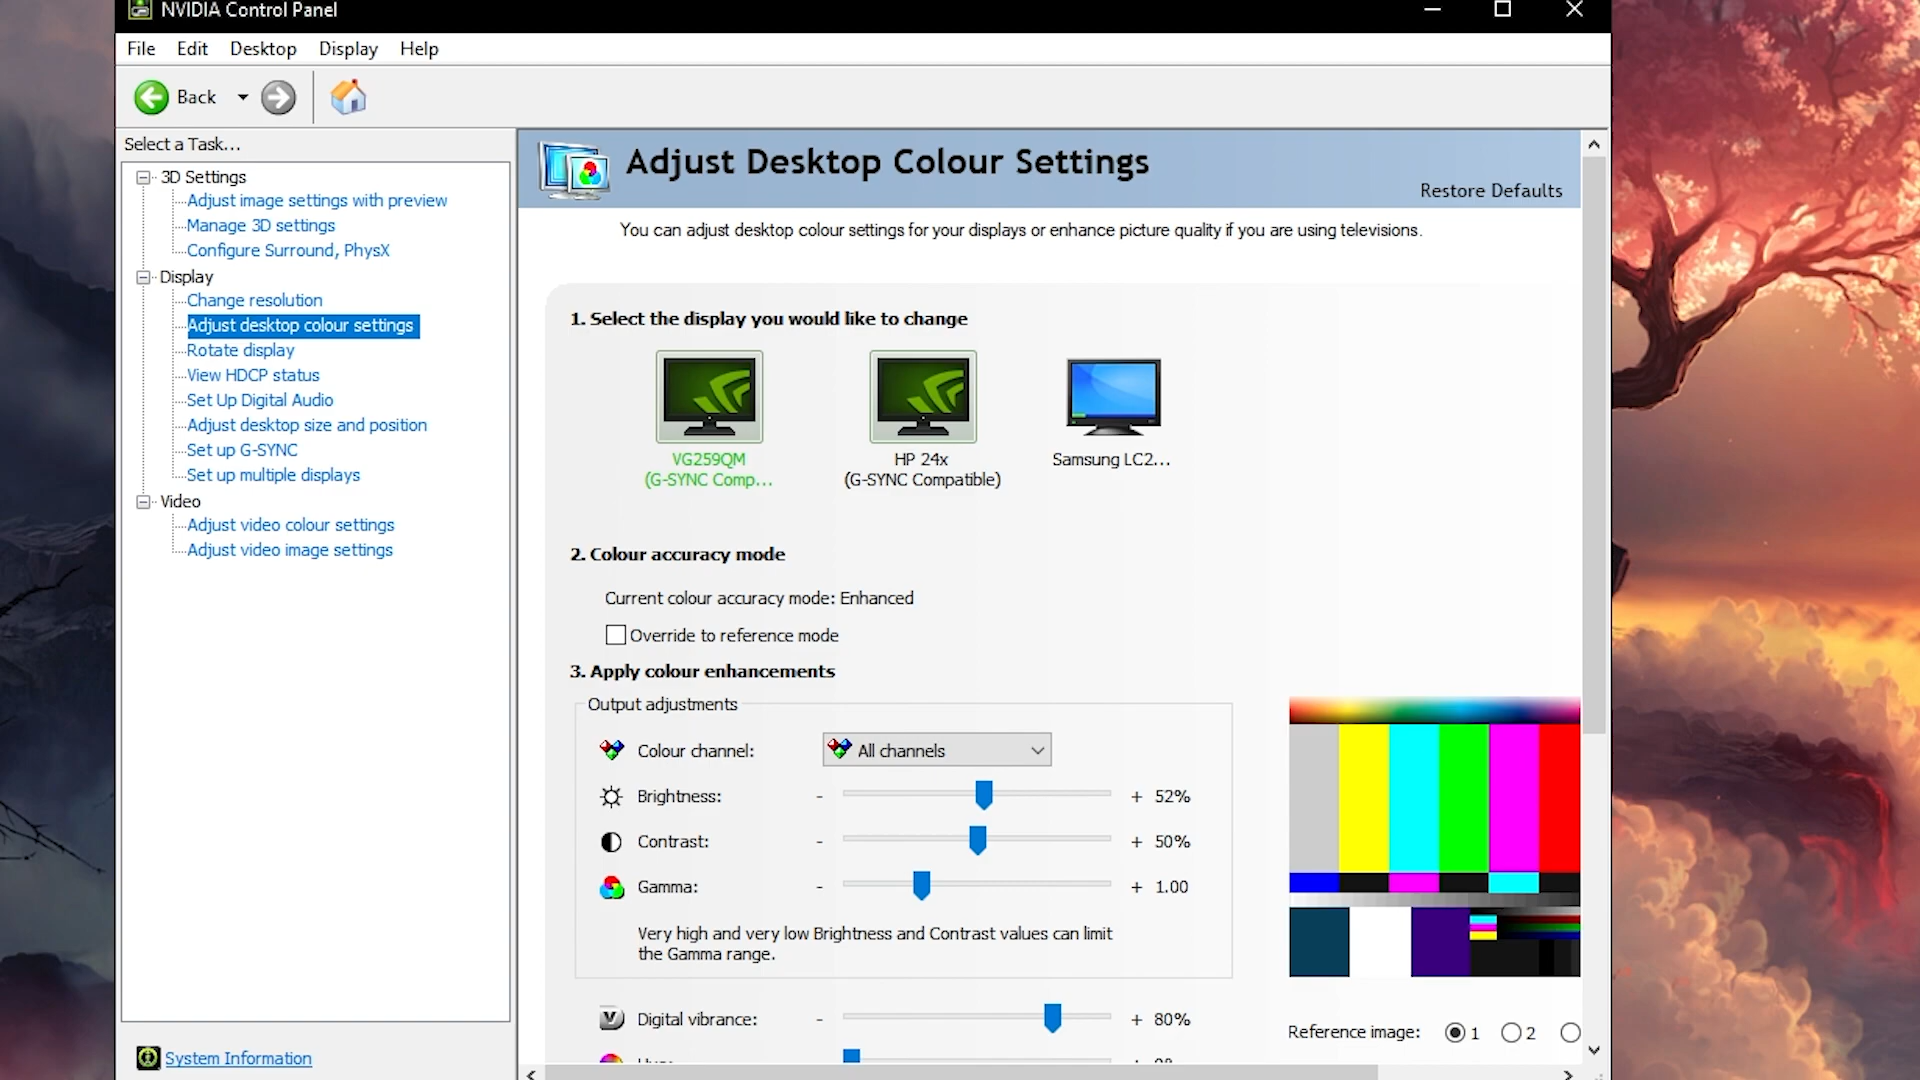 NVIDIA Control Panel
File Edit Desktop Display Help
Back
Select a Task...
3D Settings
Adjust image settings with preview
Manage 3D settings
Configure Surround, PhysX
Display
Change resolution
Adjust desktop colour settings
Rotate display
View HDCP status
Set Up Digital Audio
Adjust desktop size and position
Set up G-SYNC
Set up multiple displays
Video
Adjust video colour settings
Adjust video image settings
System Information
Adjust Desktop Colour Settings
Restore Defaults
You can adjust desktop colour settings for your displays or enhance picture quality if you are using televisions.
1. Select the display you would like to change
VG259QM
(G-SYNC Comp...
HP 24x
(G-SYNC Compatible)
Samsung LC2...
2. Colour accuracy mode
Current colour accuracy mode: Enhanced
Override to reference mode
3. Apply colour enhancements
Output adjustments
Colour channel: All channels
Brightness: - + 52%
Contrast: - + 50%
Gamma: - + 1.00
Very high and very low Brightness and Contrast values can limit
the Gamma range.
Digital vibrance: - + 80%
Reference image: 1 2